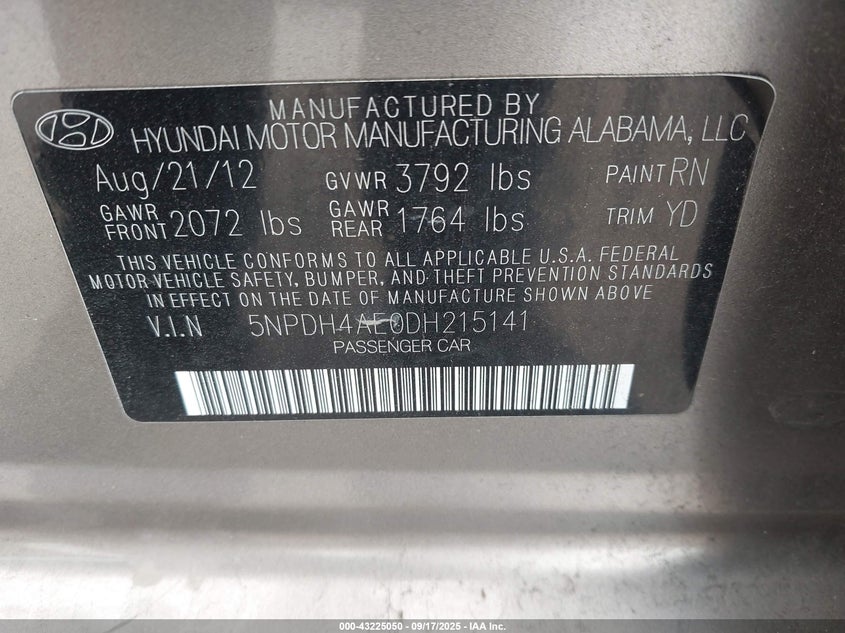 MANUFACTURED BY
HYUNDAI MOTOR MANUFACTURING ALABAMA, LLC
Aug/21/12 GVWR 3792 lbs PAINT RN
GAWR FRONT 2072 lbs GAWR REAR 1764 lbs TRIM YD
THIS VEHICLE CONFORMS TO ALL APPLICABLE U.S.A. FEDERAL
MOTOR VEHICLE SAFETY, BUMPER, AND THEFT PREVENTION STANDARDS
IN EFFECT ON THE DATE OF MANUFACTURE SHOWN ABOVE
V.I.N 5NPDH4AE0DH215141
PASSENGER CAR
000-43225050 - 09/17/2025 - IAA Inc.